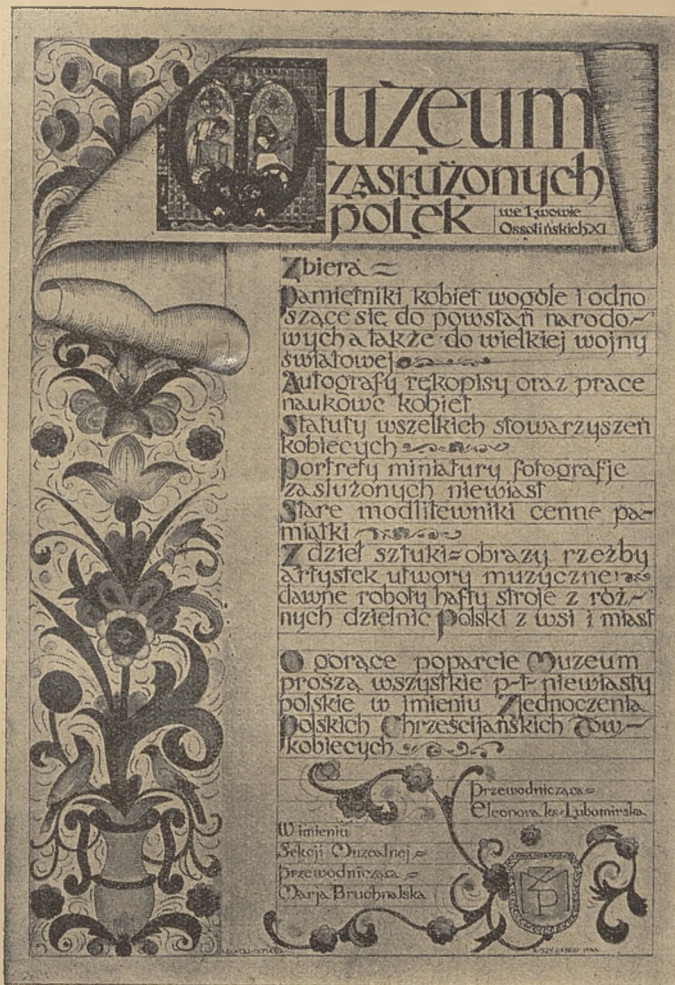 Muzeum
zasłużonych
polek
we Lwowie
Ossolińskich XI
Zbiera =
Pamiętniki kobiet wogóle i odno
szące się do powstań narodo-
wych a także do wielkiej wojny
światowej
Autografy rękopisy oraz prace
naukowe kobiet
Statuty wszelkich stowarzyszeń
kobiecych
Portrety miniatury fotografje
zasłużonych niewiast
Stare modlitewniki cenne pa-
miątki
Z dzieł sztuki = obrazy rzeźby
artystek utwory muzyczne
dawne roboty hafty stroje z róż-
nych dzielnic Polski z wsi i miast
O gorące poparcie Muzeum
proszą wszystkie p-t- niewiasty
polskie w imieniu Zjednoczenia
Polskich Chrześcijańskich Tow-
kobiecych
Przewodnicząca =
Eleonora ks. Lubomirska
W imieniu
Sekcji Muzealnej =
przewodnicząca =
Marja Bruchnalska
ZP